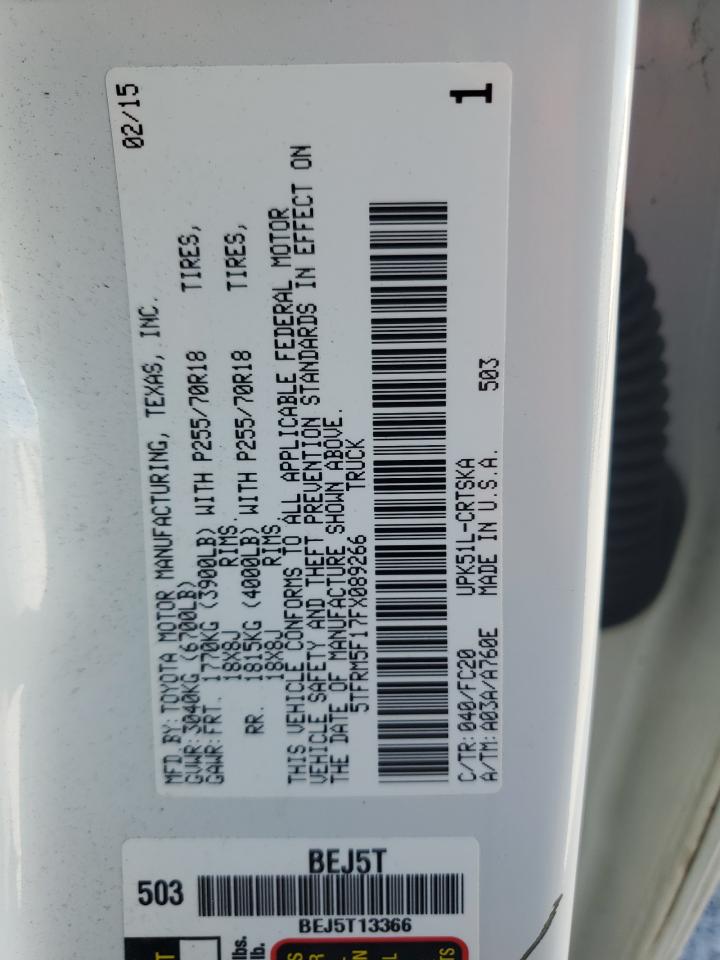 MFD. BY: TOYOTA MOTOR MANUFACTURING, TEXAS, INC. 02/15
GVWR: 3040KG (6700LB)
GAWR: FRT. 1770KG (3900LB) WITH P255/70R18 TIRES,
18X8J RIMS.
RR. 1815KG (4000LB) WITH P255/70R18 TIRES,
18X8J RIMS.
THIS VEHICLE CONFORMS TO ALL APPLICABLE FEDERAL MOTOR
VEHICLE SAFETY AND THEFT PREVENTION STANDARDS IN EFFECT ON
THE DATE OF MANUFACTURE SHOWN ABOVE.
5TFRM5F17FX089266 TRUCK
C/TR: 040/FC20 UPK51L-CRTSKA
A/TM: A03A/A760E MADE IN U.S.A. 503
1
BEJ5T
503
BEJ5T13366
lbs.
lb.